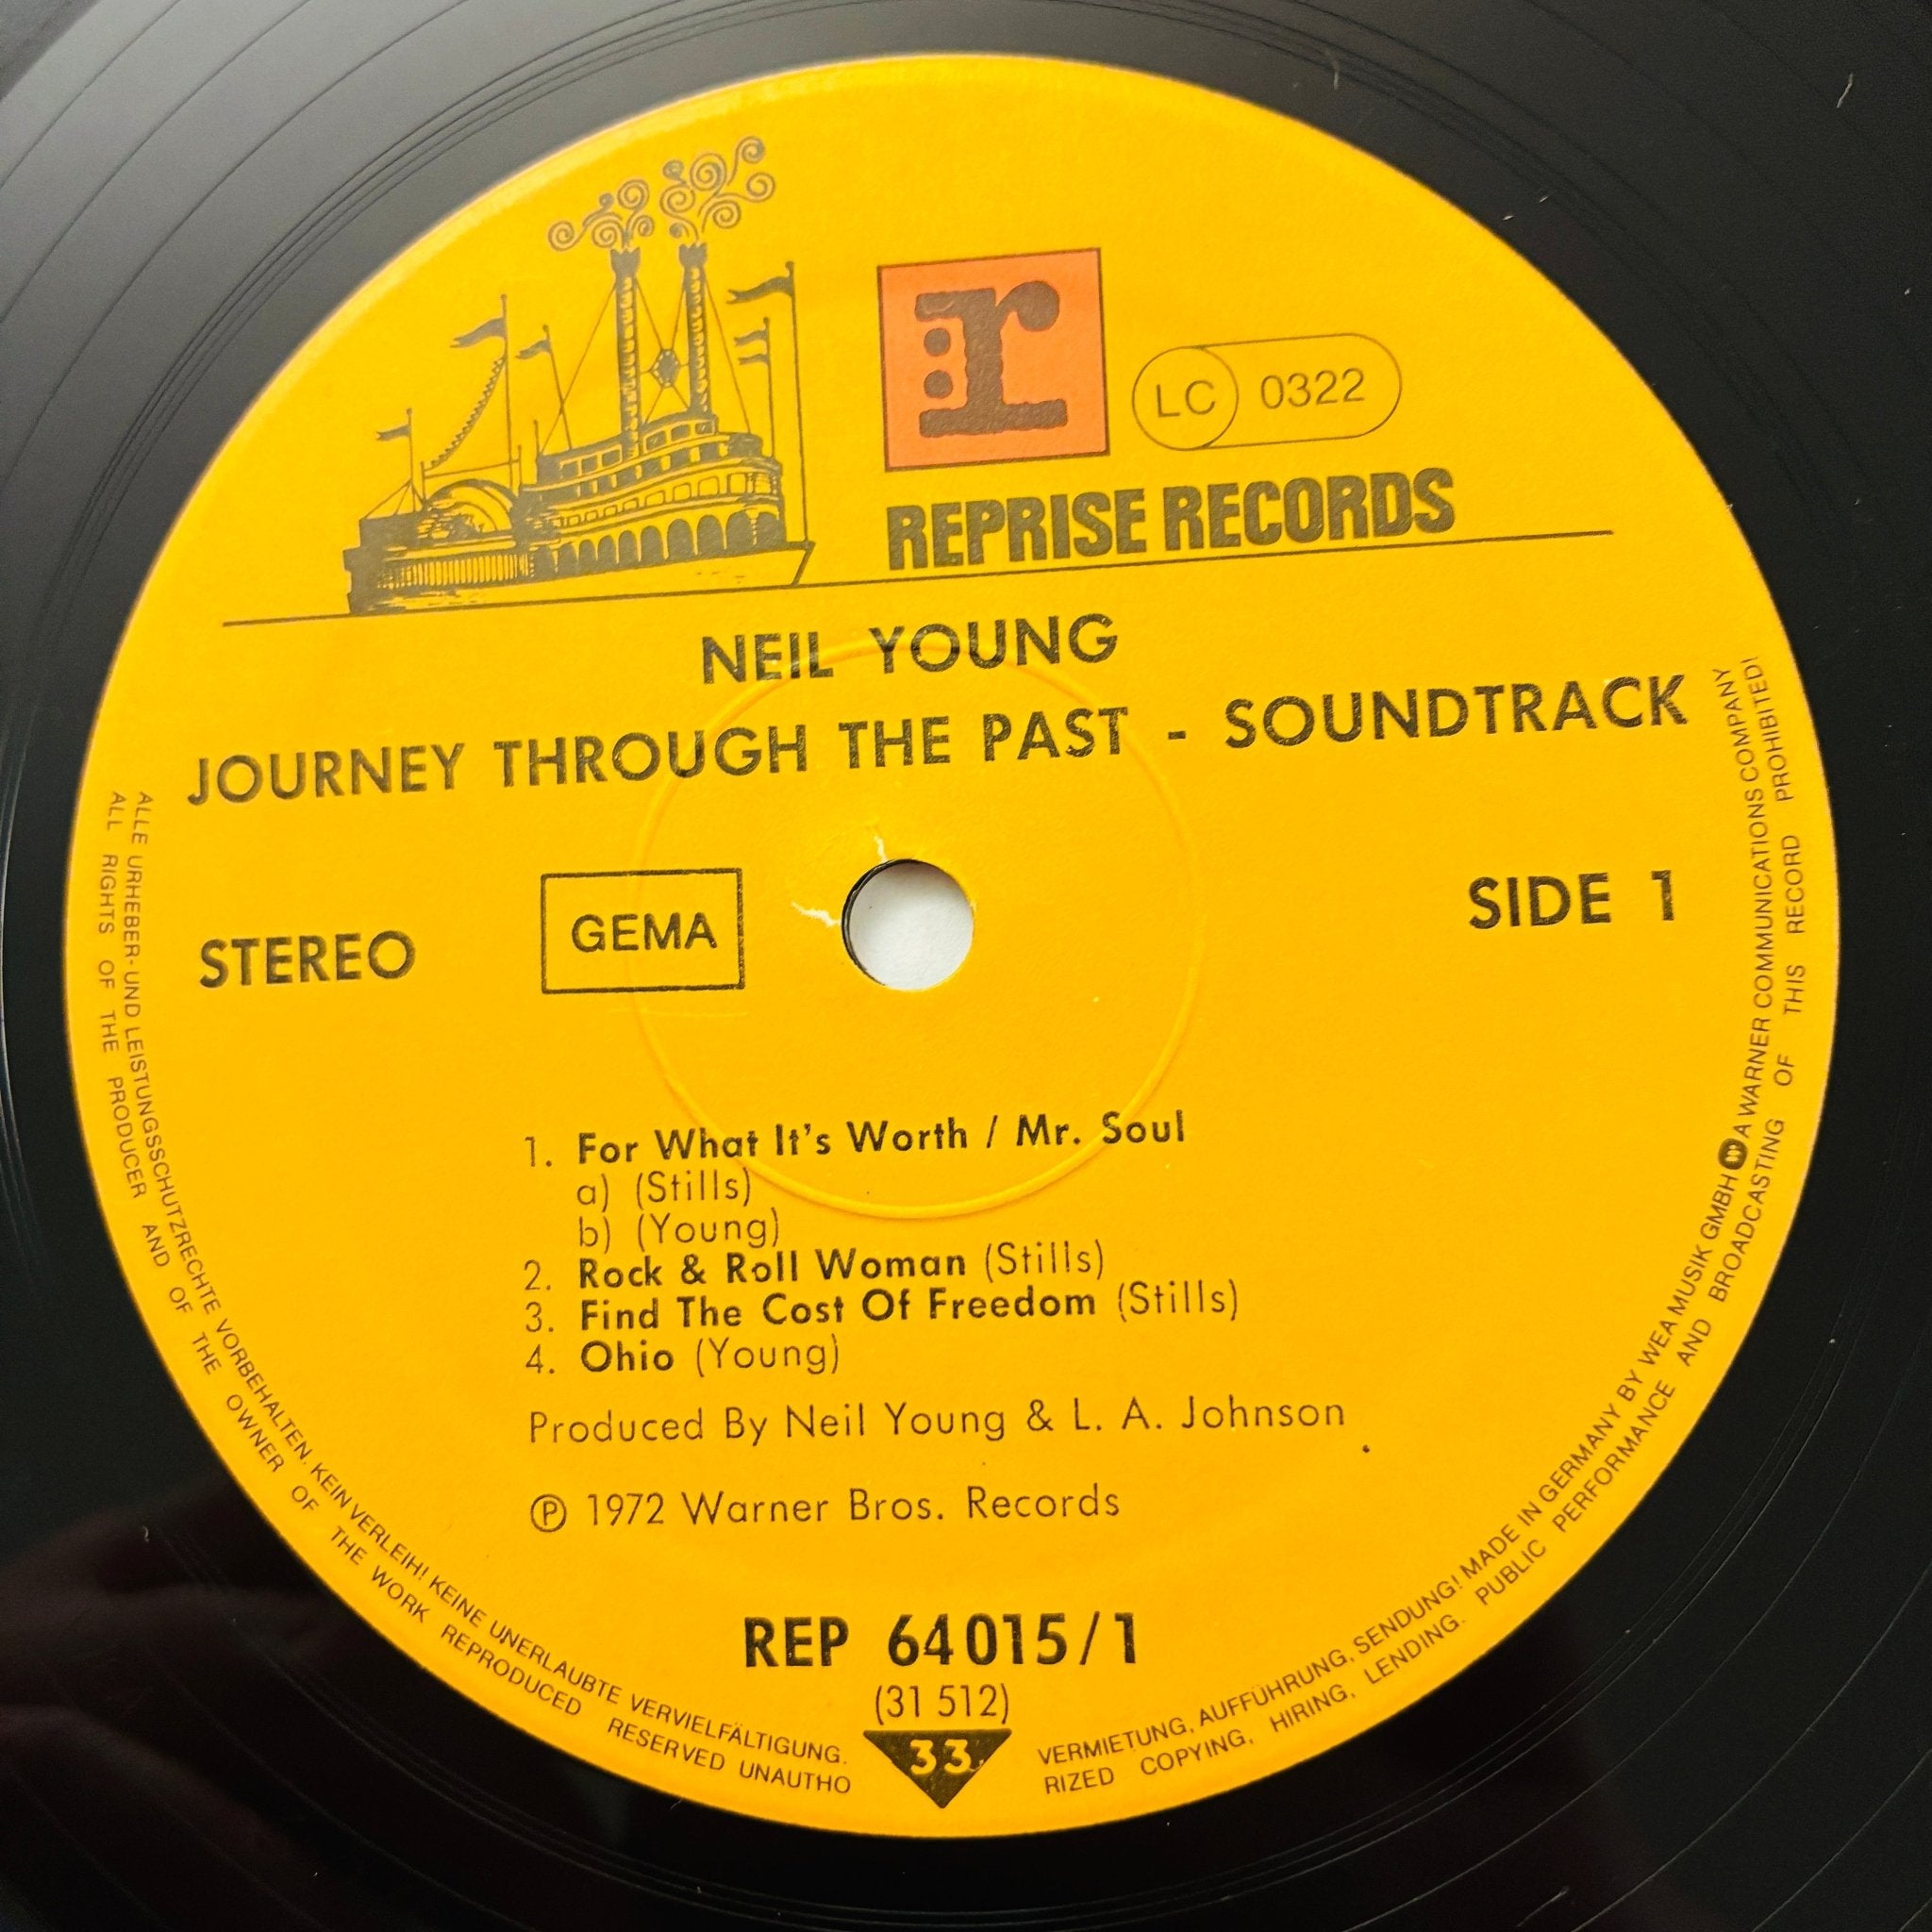 r
LC 0322
REPRISE RECORDS
NEIL YOUNG
JOURNEY THROUGH THE PAST - SOUNDTRACK
STEREO
GEMA
SIDE 1
1. For What It's Worth / Mr. Soul
a) (Stills)
b) (Young)
2. Rock & Roll Woman (Stills)
3. Find The Cost Of Freedom (Stills)
4. Ohio (Young)
Produced By Neil Young & L. A. Johnson
℗ 1972 Warner Bros. Records
REP 64 015/1
(31 512)
33
ALLE URHEBER- UND LEISTUNGSSCHUTZRECHTE VORBEHALTEN. KEIN VERLEIH! KEINE UNERLAUBTE VERVIELFÄLTIGUNG. VERMIETUNG, AUFFÜHRUNG, SENDUNG! MADE IN GERMANY BY WEA MUSIK GMBH A WARNER COMMUNICATIONS COMPANY
ALL RIGHTS OF THE PRODUCER AND OF THE OWNER OF THE WORK REPRODUCED RESERVED UNAUTHORIZED COPYING, HIRING, LENDING. PUBLIC PERFORMANCE AND BROADCASTING OF THIS RECORD PROHIBITED!